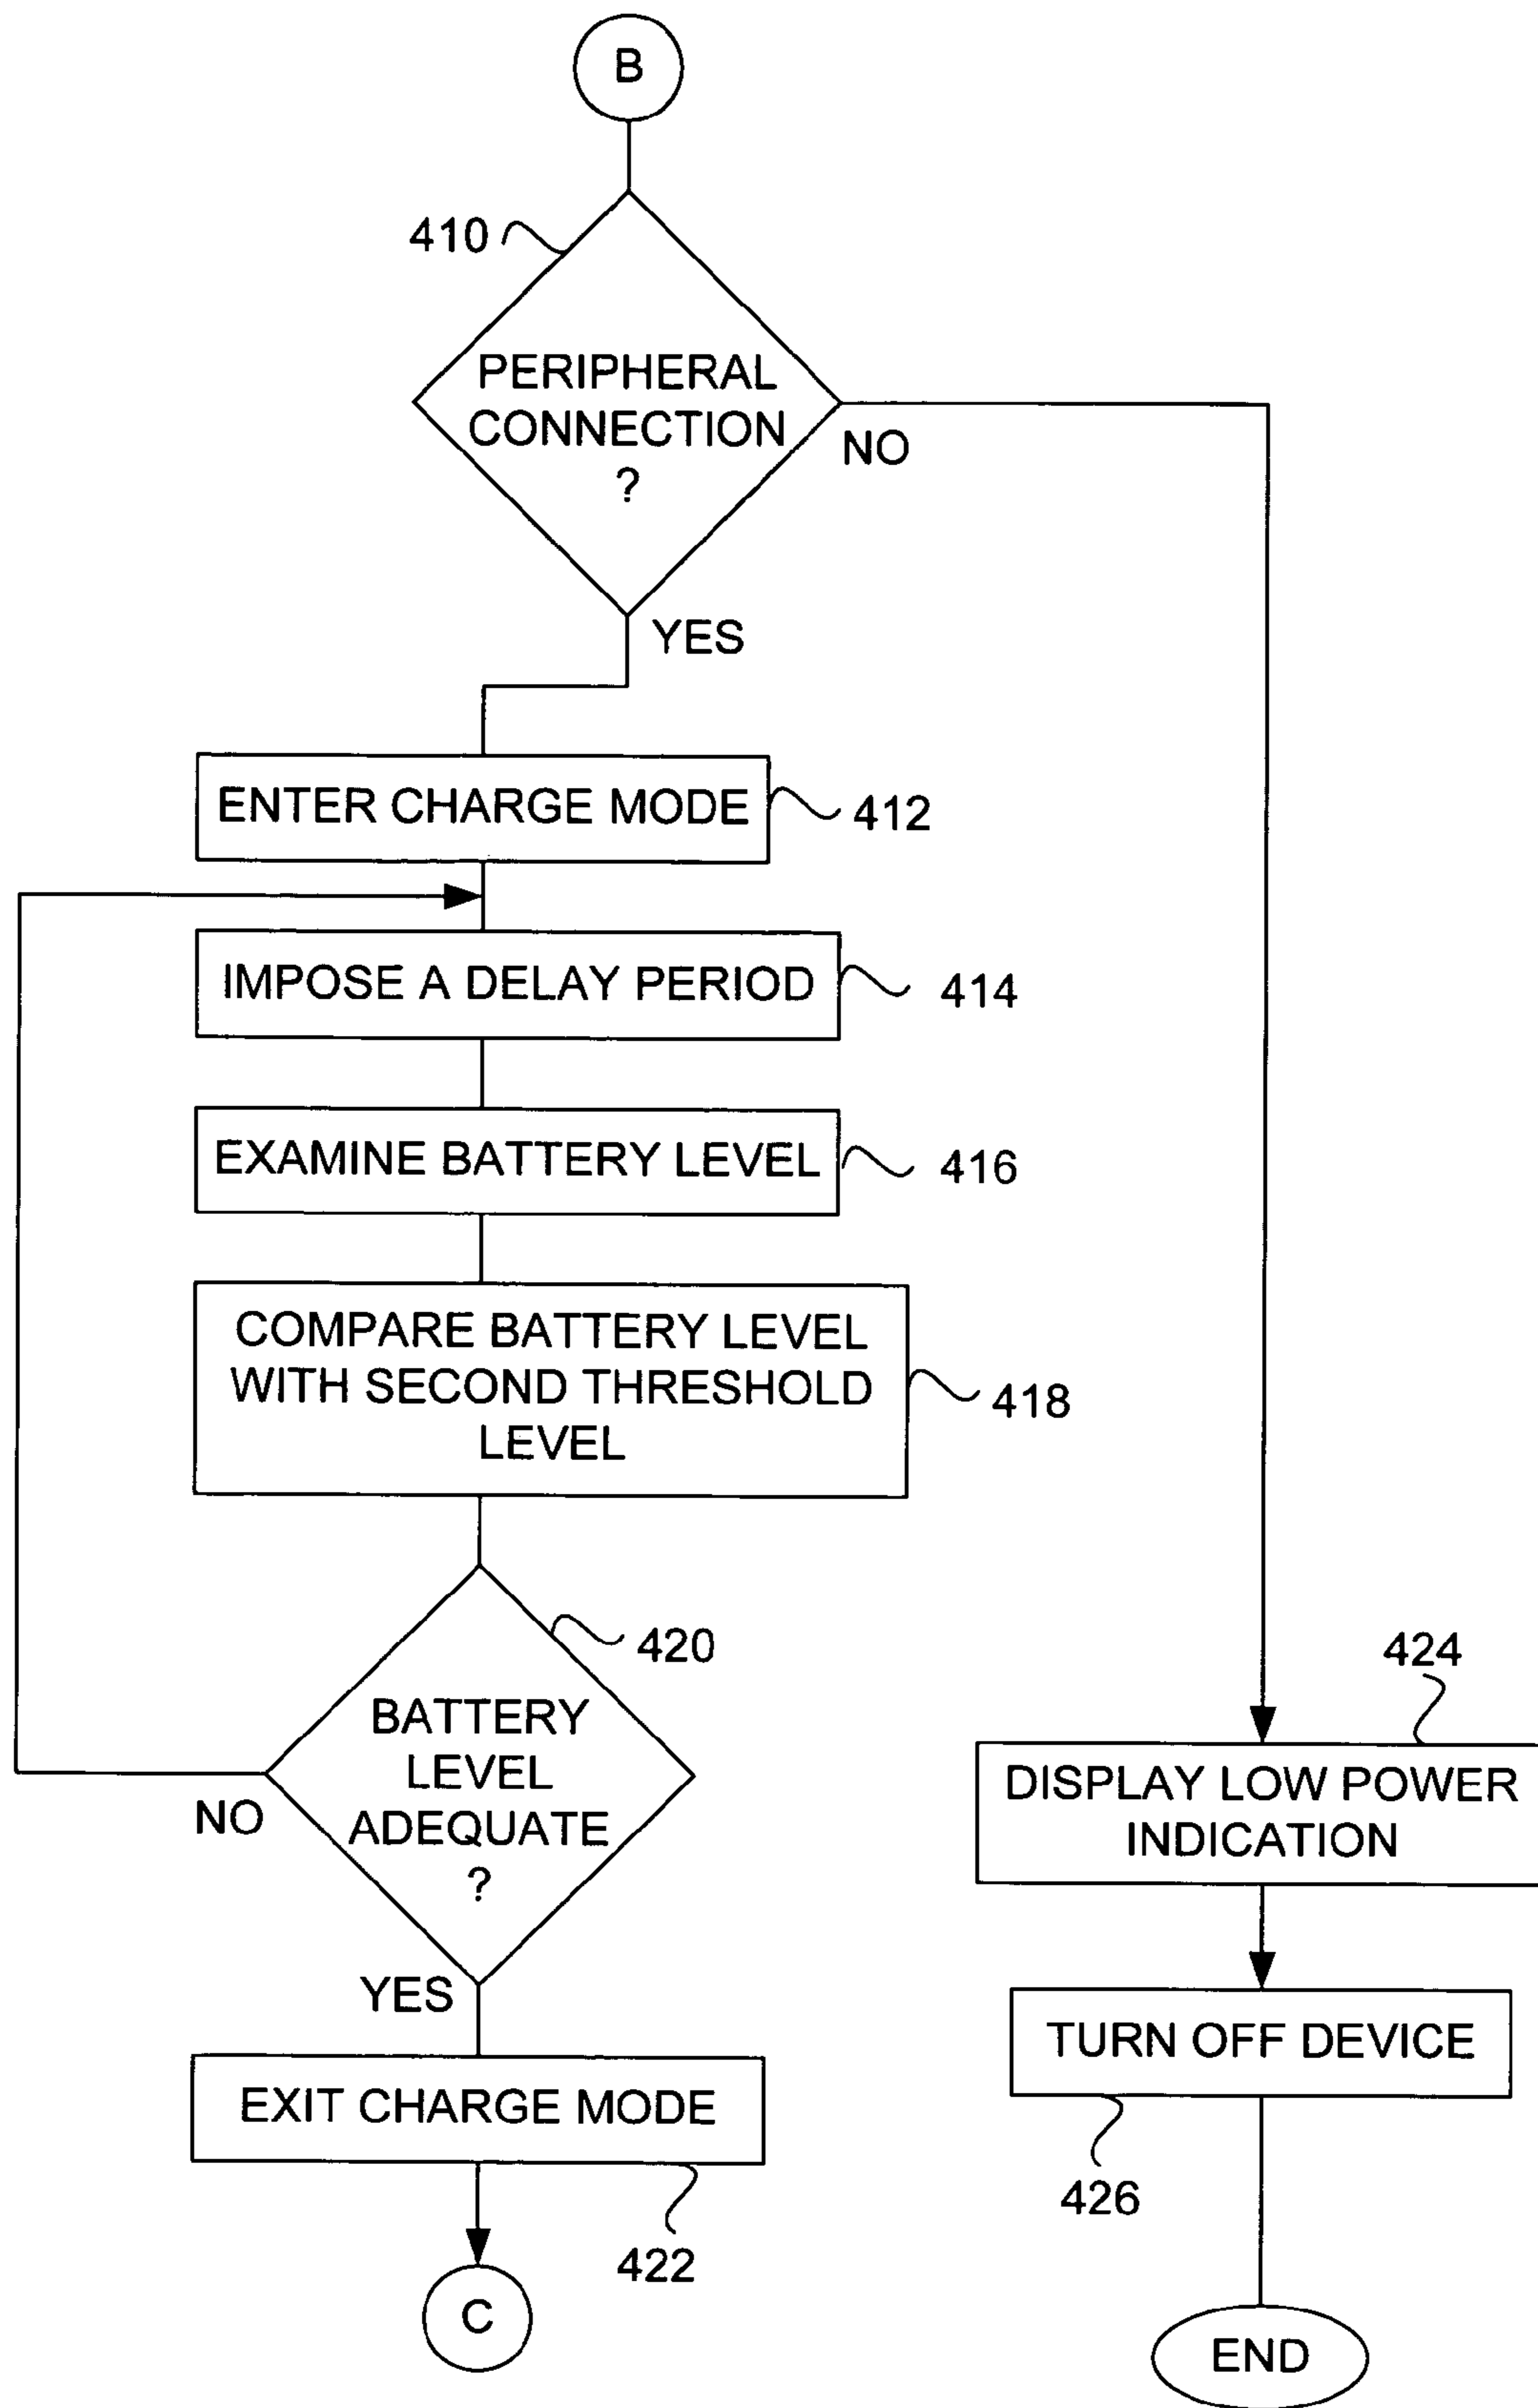 B
410
PERIPHERAL
CONNECTION
?
NO
YES
ENTER CHARGE MODE
412
IMPOSE A DELAY PERIOD
414
EXAMINE BATTERY LEVEL
416
COMPARE BATTERY LEVEL
WITH SECOND THRESHOLD
LEVEL
418
420
BATTERY
LEVEL
ADEQUATE
?
NO
YES
EXIT CHARGE MODE
422
C
424
DISPLAY LOW POWER
INDICATION
TURN OFF DEVICE
426
END